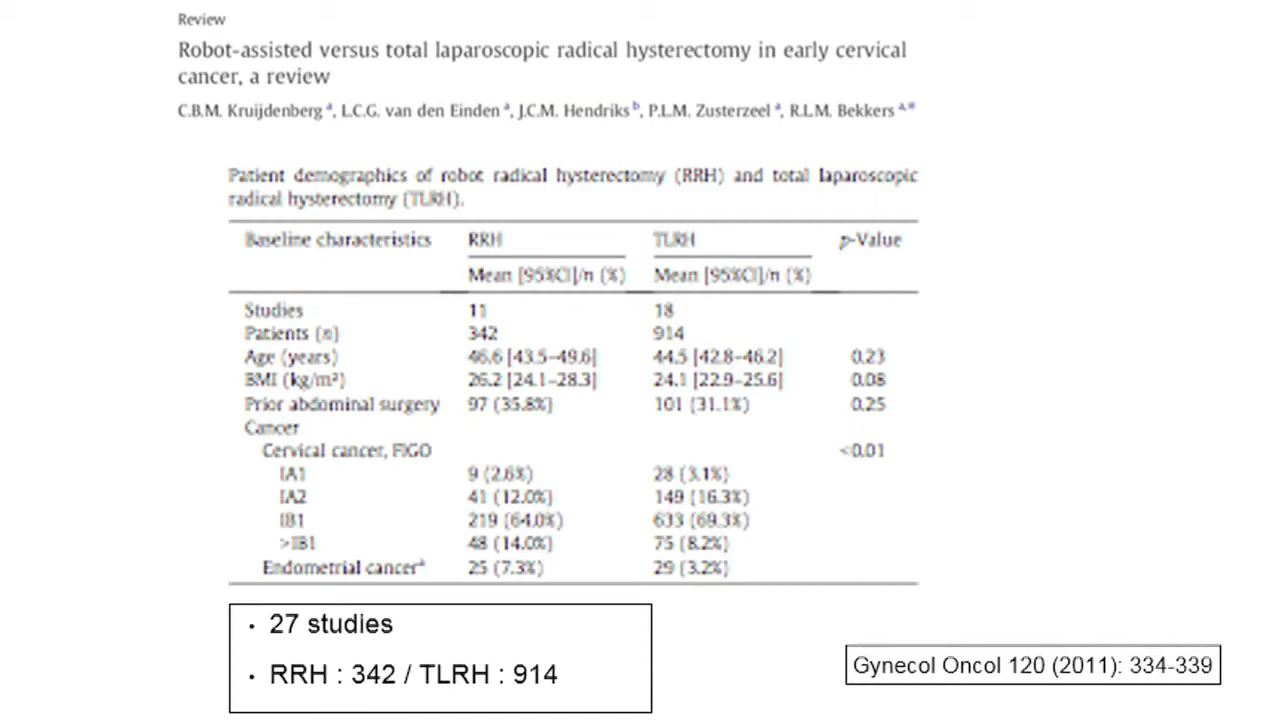 Review
Robot-assisted versus total laparoscopic radical hysterectomy in early cervical
cancer, a review
C.B.M. Kruijdenberg a, L.C.G. van den Einden a, J.C.M. Hendriks b, P.L.M. Zusterzeel a, R.L.M. Bekkers a,*
Patient demographics of robot radical hysterectomy (RRH) and total laparoscopic
radical hysterectomy (TLRH).
Baseline characteristics RRH TLRH p-Value
Mean [95%CI]/n (%) Mean [95%CI]/n (%)
Studies 11 18
Patients (n) 342 914
Age (years) 46.6 [43.5–49.6] 44.5 [42.8–46.2] 0.23
BMI (kg/m²) 26.2 [24.1–28.3] 24.1 [22.9–25.6] 0.08
Prior abdominal surgery 97 (35.8%) 101 (31.1%) 0.25
Cancer
Cervical cancer, FIGO <0.01
IA1 9 (2.6%) 28 (3.1%)
IA2 41 (12.0%) 149 (16.3%)
IB1 219 (64.0%) 633 (69.3%)
>IB1 48 (14.0%) 75 (8.2%)
Endometrial cancer a 25 (7.3%) 29 (3.2%)
• 27 studies
• RRH : 342 / TLRH : 914
Gynecol Oncol 120 (2011): 334-339